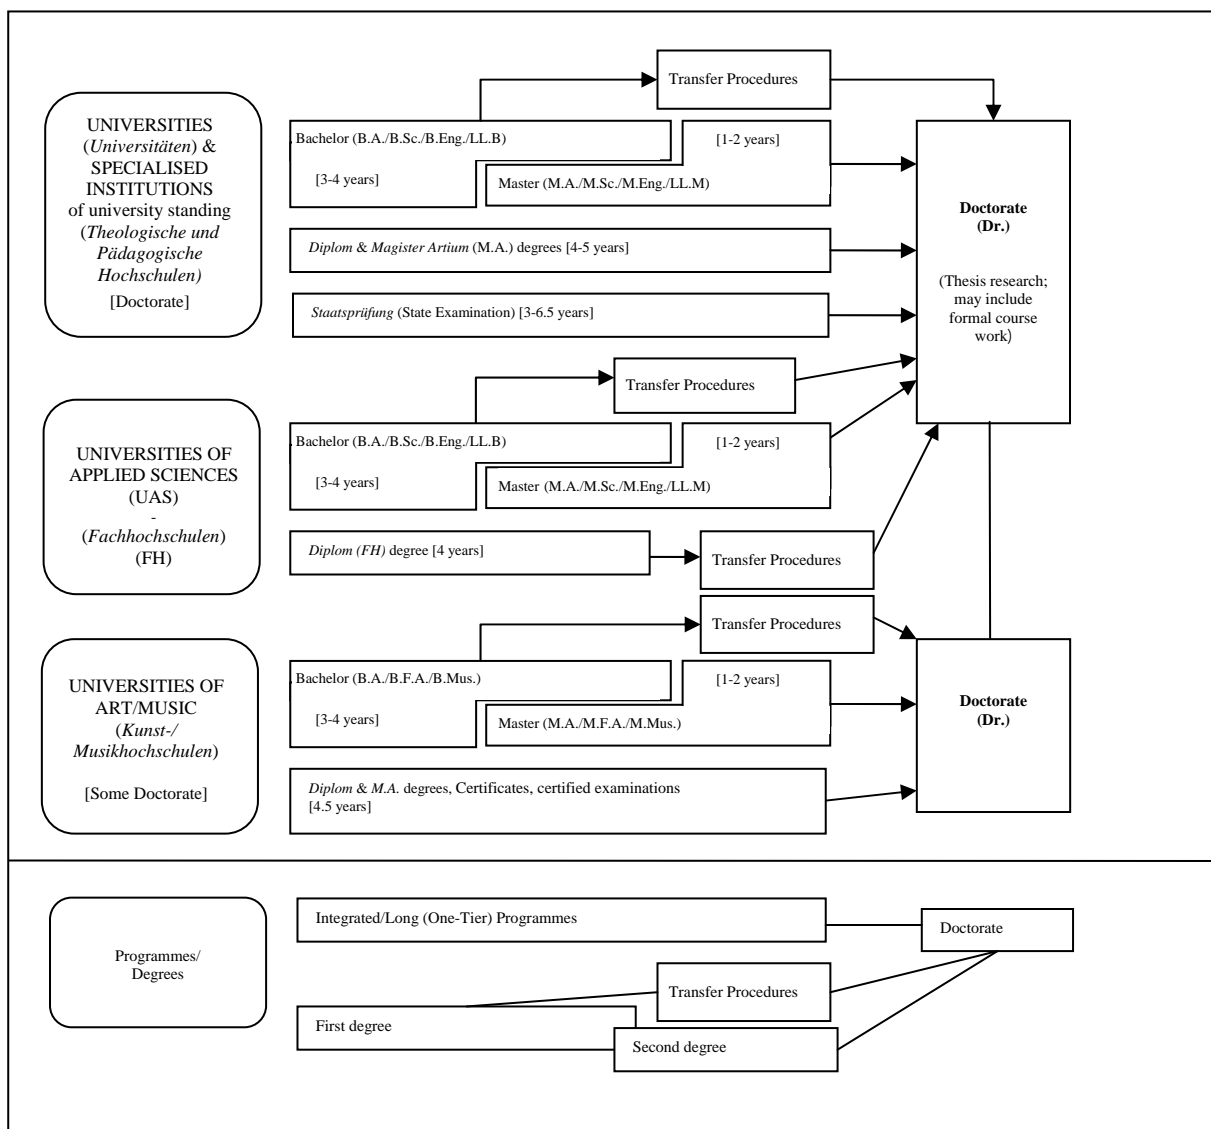 Transfer Procedures
UNIVERSITIES
(Universitäten) &
SPECIALISED
INSTITUTIONS
of university standing
(Theologische und
Pädagogische
Hochschulen)
[Doctorate]
Bachelor (B.A./B.Sc./B.Eng./LL.B)
[3-4 years]
[1-2 years]
Master (M.A./M.Sc./M.Eng./LL.M)
Diplom & Magister Artium (M.A.) degrees [4-5 years]
Staatsprüfung (State Examination) [3-6.5 years]
Doctorate
(Dr.)
(Thesis research;
may include
formal course
work)
Transfer Procedures
UNIVERSITIES OF
APPLIED SCIENCES
(UAS)
-
(Fachhochschulen)
(FH)
Bachelor (B.A./B.Sc./B.Eng./LL.B)
[3-4 years]
[1-2 years]
Master (M.A./M.Sc./M.Eng./LL.M)
Diplom (FH) degree [4 years]
Transfer Procedures
Transfer Procedures
UNIVERSITIES OF
ART/MUSIC
(Kunst-/
Musikhochschulen)
[Some Doctorate]
Bachelor (B.A./B.F.A./B.Mus.)
[3-4 years]
[1-2 years]
Master (M.A./M.F.A./M.Mus.)
Diplom & M.A. degrees, Certificates, certified examinations
[4.5 years]
Doctorate
(Dr.)
Programmes/
Degrees
Integrated/Long (One-Tier) Programmes
Doctorate
Transfer Procedures
First degree
Second degree